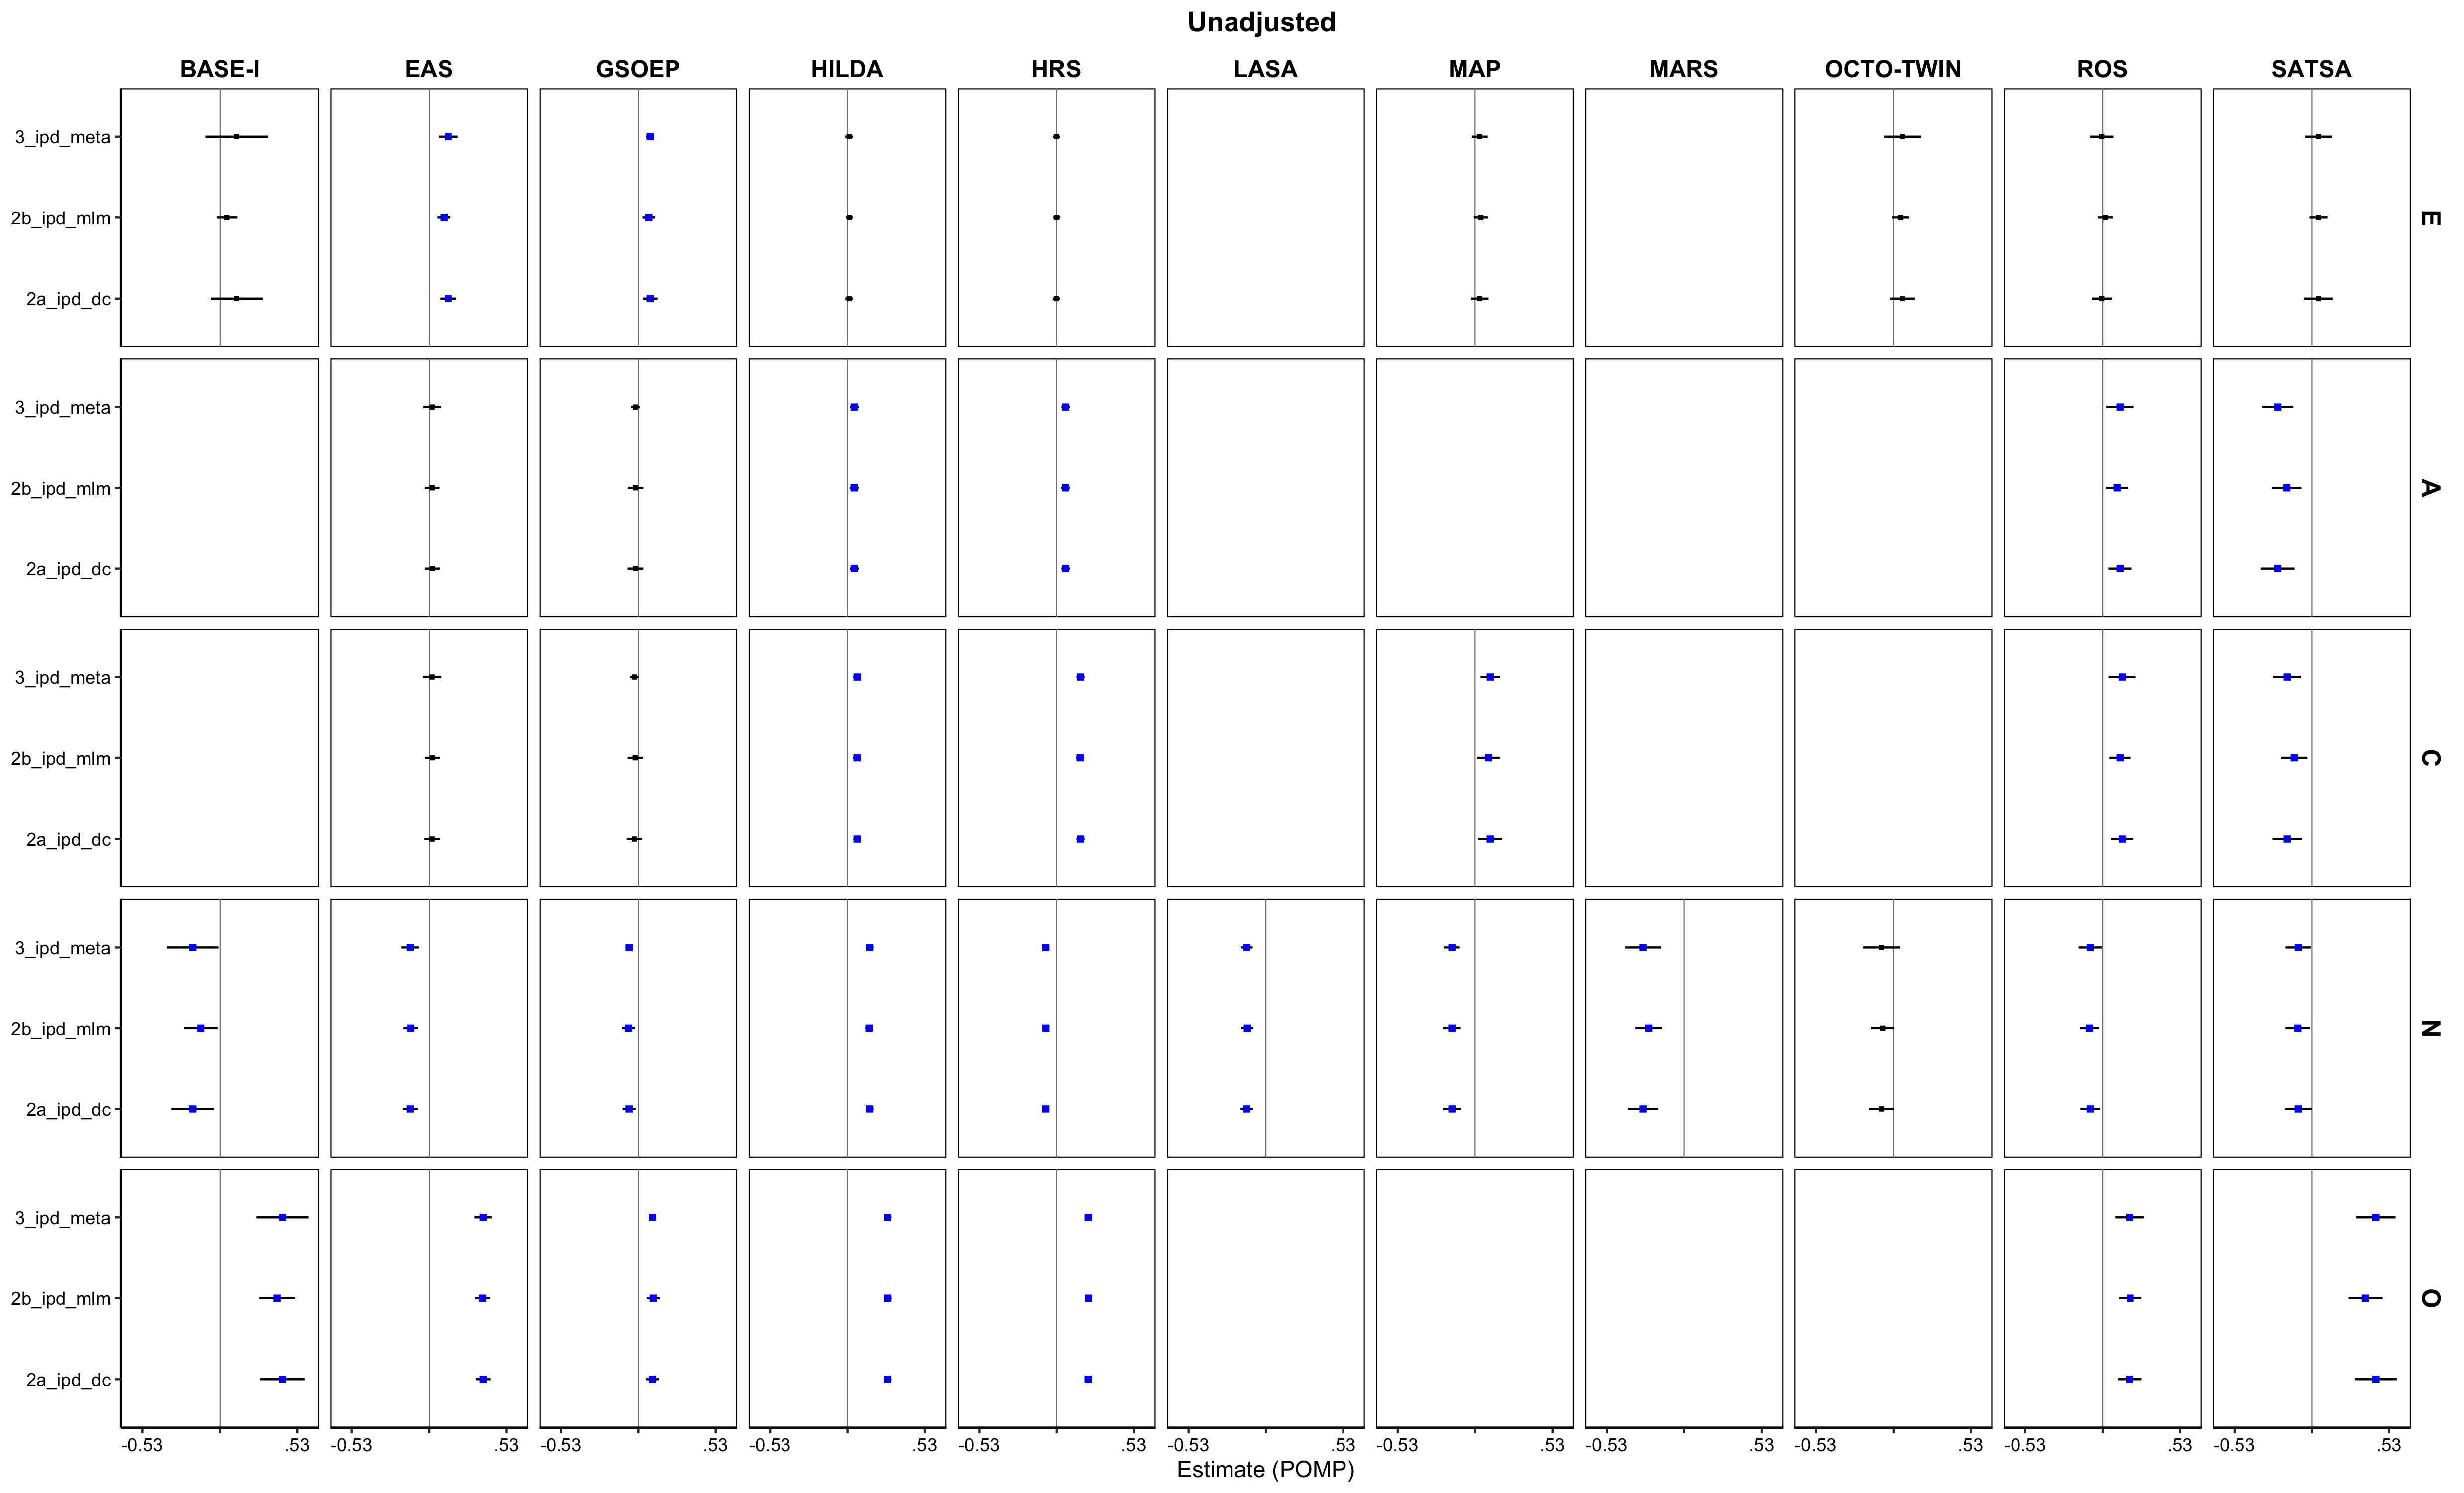 Unadjusted
BASE-I EAS GSOEP HILDA HRS LASA MAP MARS OCTO-TWIN ROS SATSA
3_ipd_meta
2b_ipd_mlm
2a_ipd_dc
E
3_ipd_meta
2b_ipd_mlm
2a_ipd_dc
A
3_ipd_meta
2b_ipd_mlm
2a_ipd_dc
C
3_ipd_meta
2b_ipd_mlm
2a_ipd_dc
N
3_ipd_meta
2b_ipd_mlm
2a_ipd_dc
O
-0.53 .53 -0.53 .53 -0.53 .53 -0.53 .53 -0.53 .53 -0.53 .53 -0.53 .53 -0.53 .53 -0.53 .53 -0.53 .53 -0.53 .53
Estimate (POMP)